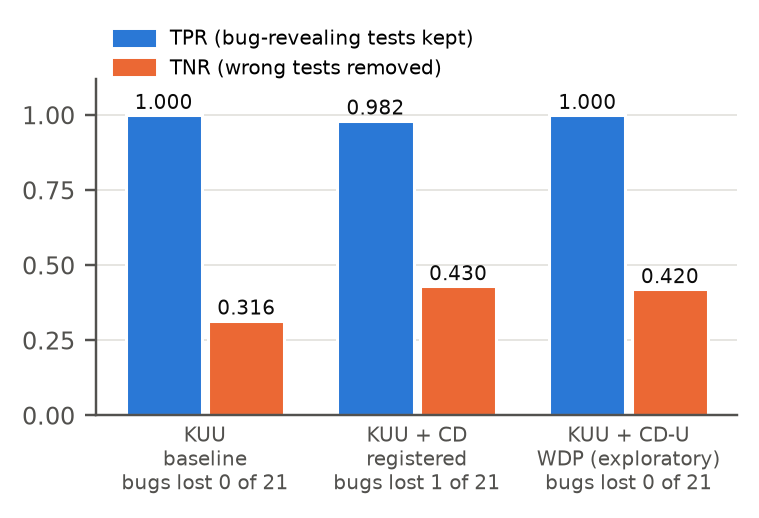 TPR (bug-revealing tests kept)
TNR (wrong tests removed)
1.000
0.982
1.000
1.00
0.75
0.50
0.430
0.420
0.316
0.25
0.00
KUU
baseline
bugs lost 0 of 21
KUU + CD
registered
bugs lost 1 of 21
KUU + CD-U
WDP (exploratory)
bugs lost 0 of 21